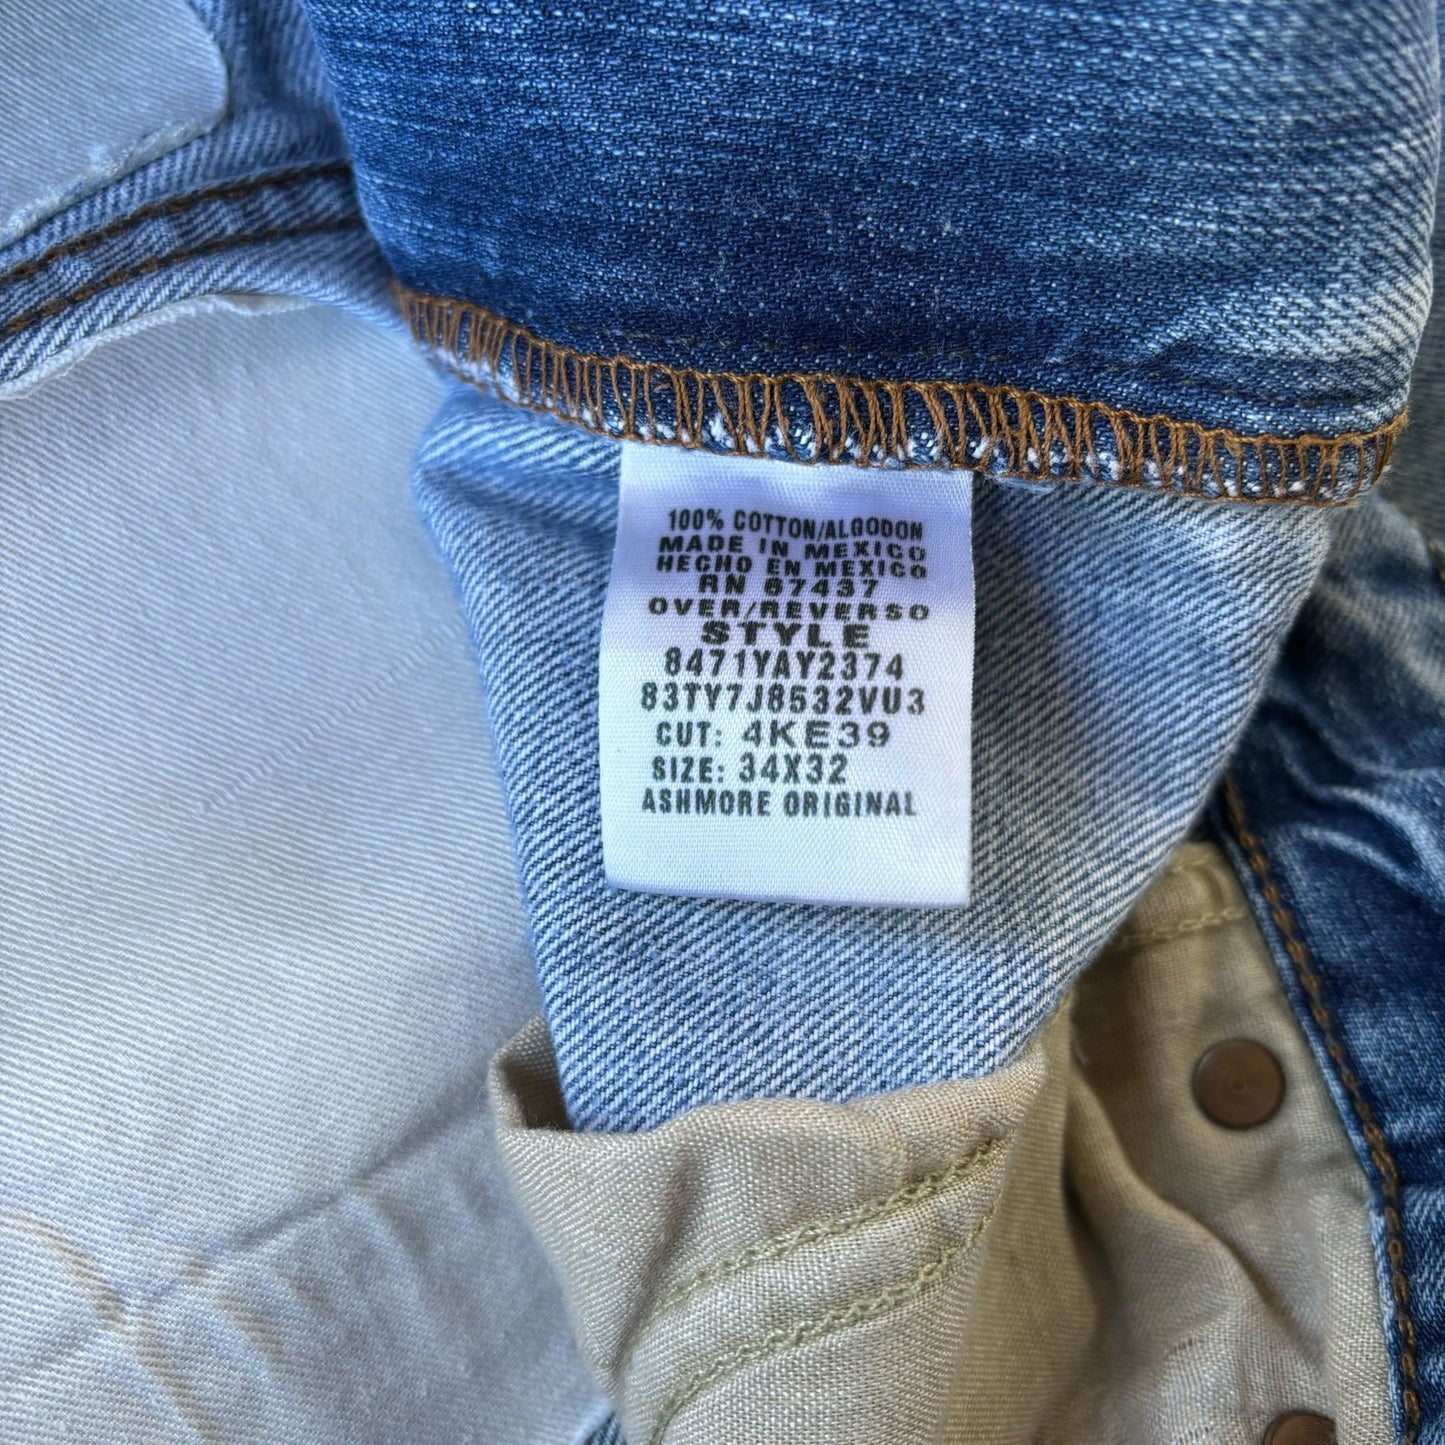 100% COTTON/ALGODON
MADE IN MEXICO
HECHO EN MEXICO
RN 67437
OVER/REVERSO
STYLE
8471YAY2374
83TY7J8532VU3
CUT: 4KE39
SIZE: 34X32
ASHMORE ORIGINAL